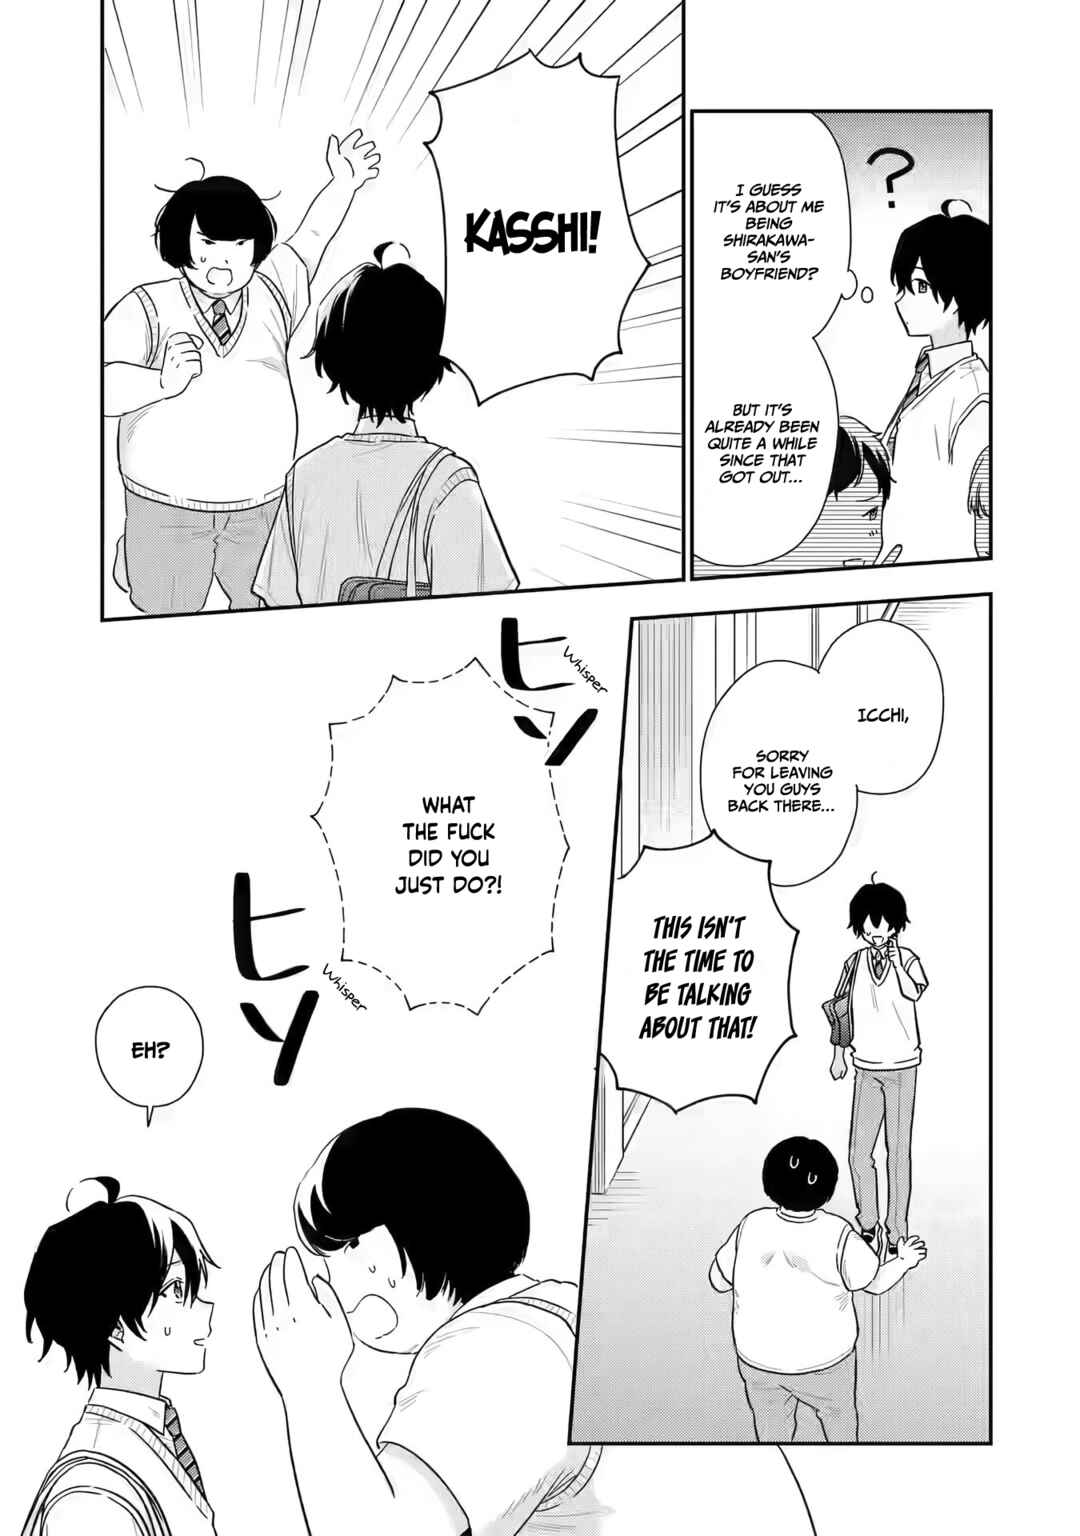 ?
I GUESS
IT'S ABOUT ME
BEING
SHIRAKAWA-
SAN'S
BOYFRIEND?
BUT IT'S
ALREADY BEEN
QUITE A WHILE
SINCE THAT
GOT OUT...
KASSHI!
ICCHI,
SORRY
FOR LEAVING
YOU GUYS
BACK THERE...
THIS ISN'T
THE TIME TO
BE TALKING
ABOUT THAT!
ヒソ
Whisper
WHAT
THE FUCK
DID YOU
JUST DO?!
ヒソ
Whisper
EH?